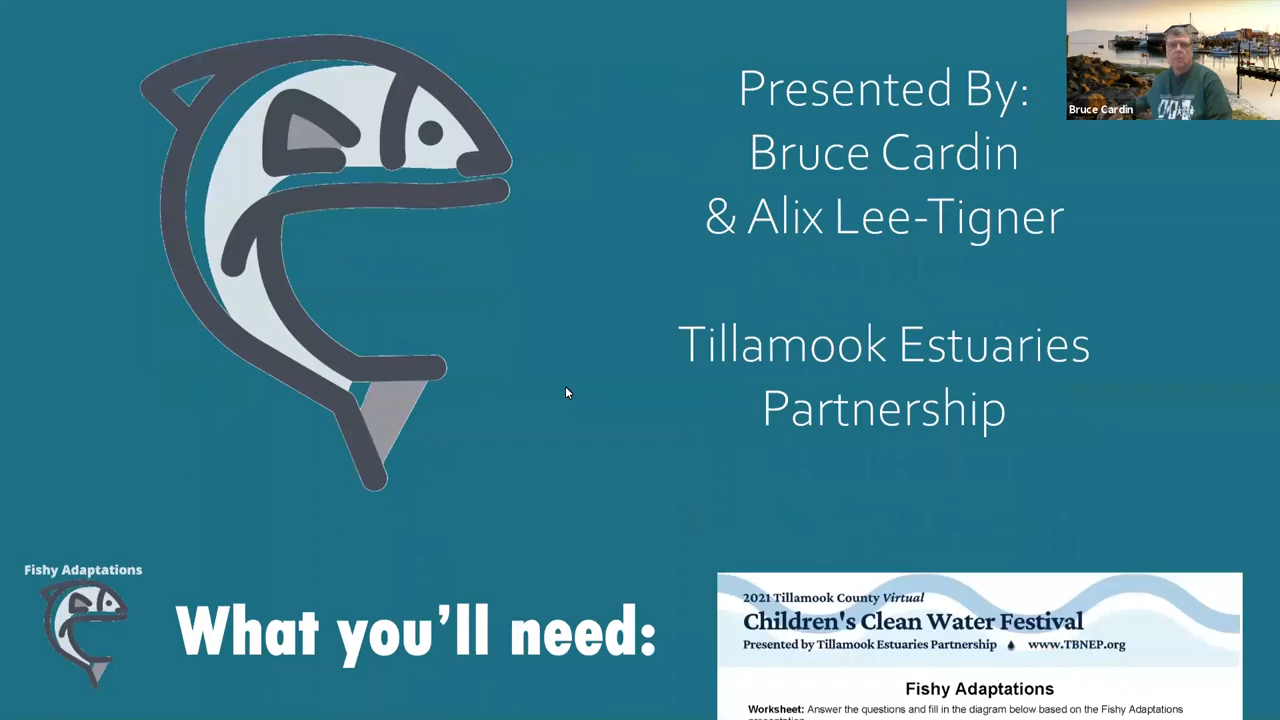 Presented By:
Bruce Cardin
& Alix Lee-Tigner
Tillamook Estuaries
Partnership
Bruce Cardin
Fishy Adaptations
What you'll need:
2021 Tillamook County Virtual
Children's Clean Water Festival
Presented by Tillamook Estuaries Partnership www.TBNEP.org
Fishy Adaptations
Worksheet: Answer the questions and fill in the diagram below based on the Fishy Adaptations